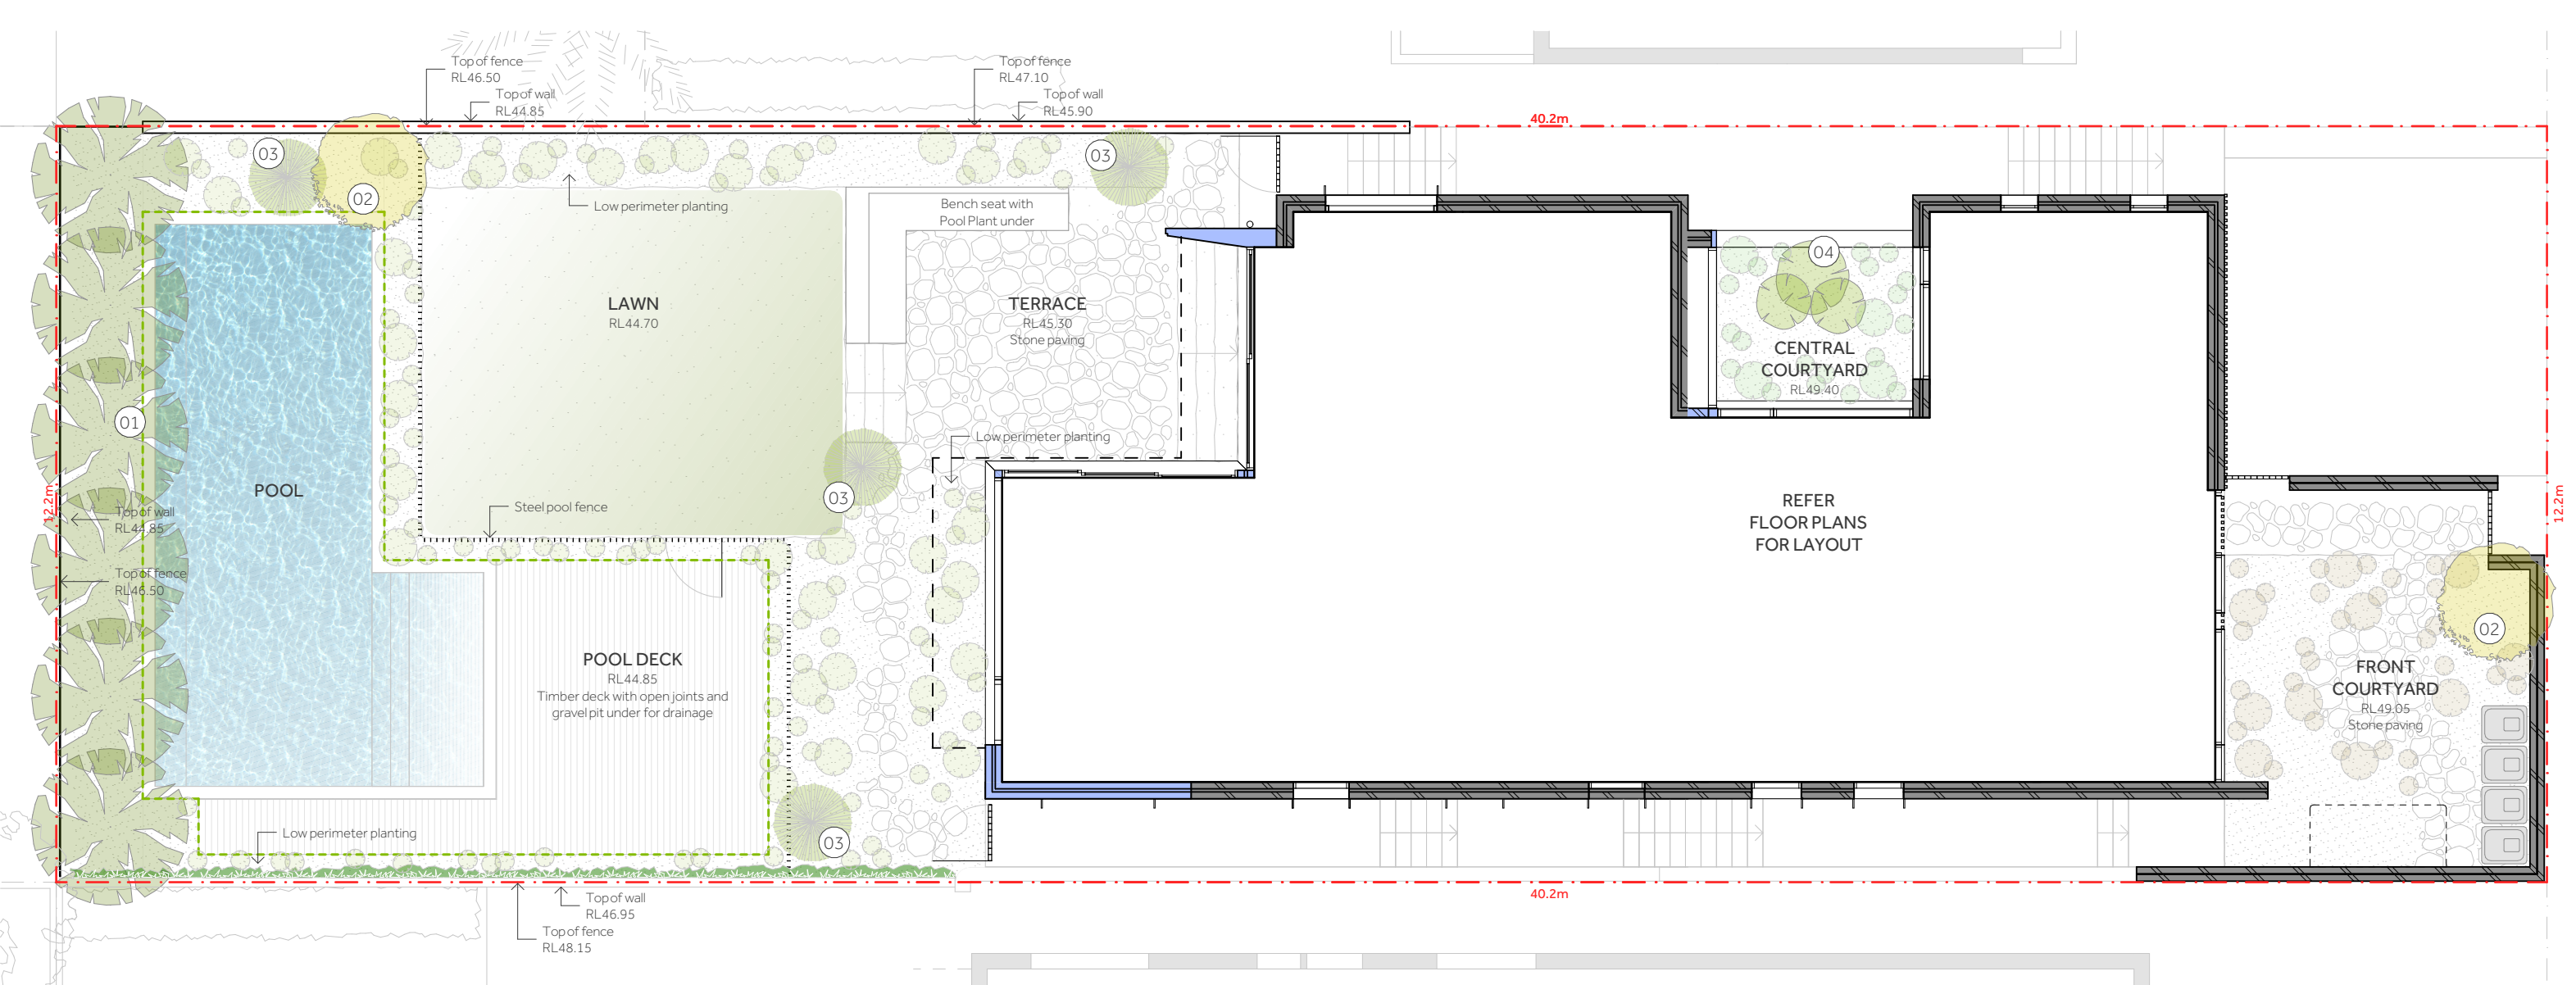 Top of fence
RL46.50
Top of wall
RL44.85
Top of fence
RL47.10
Top of wall
RL45.90
40.2m
03
02
03
Low perimeter planting
Bench seat with
Pool Plant under
LAWN
RL44.70
TERRACE
RL45.30
Stone paving
04
CENTRAL
COURTYARD
RL49.40
01
Low perimeter planting
POOL
03
Steel pool fence
12.2m
Top of wall
RL44.85
Top of fence
RL46.50
REFER
FLOOR PLANS
FOR LAYOUT
12.2m
02
POOL DECK
RL44.85
Timber deck with open joints and
gravel pit under for drainage
FRONT
COURTYARD
RL49.05
Stone paving
Low perimeter planting
03
40.2m
Top of wall
RL46.95
Top of fence
RL48.15